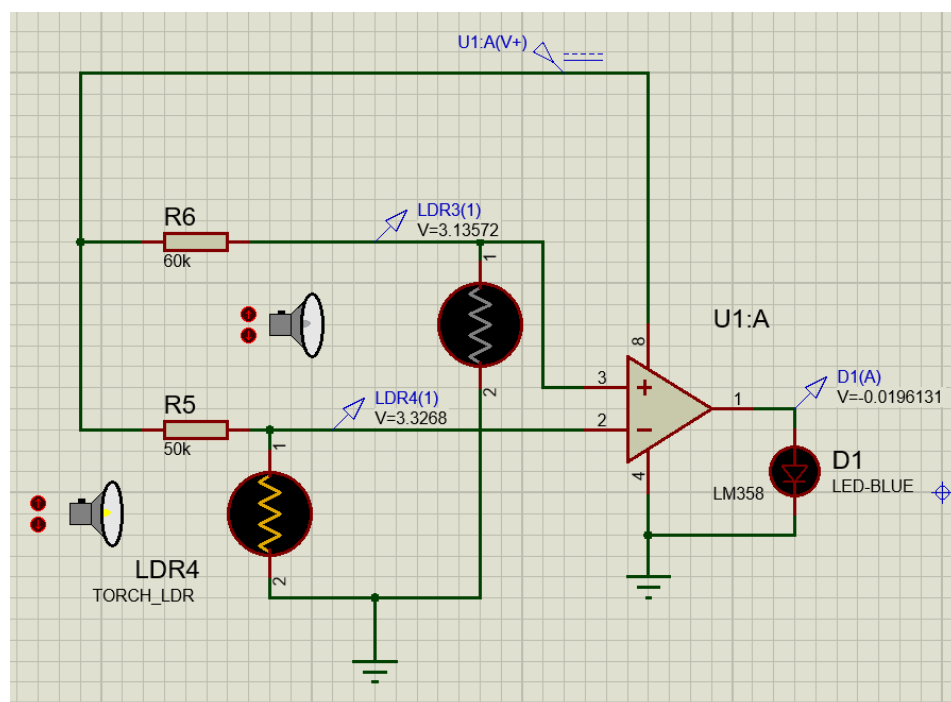 U1:A(V+)
R6
60k
LDR3(1)
V=3.13572
1
2
U1:A
8
3
2
1
4
LM358
D1(A)
V=-0.0196131
D1
LED-BLUE
R5
50k
LDR4(1)
V=3.3268
1
2
LDR4
TORCH_LDR